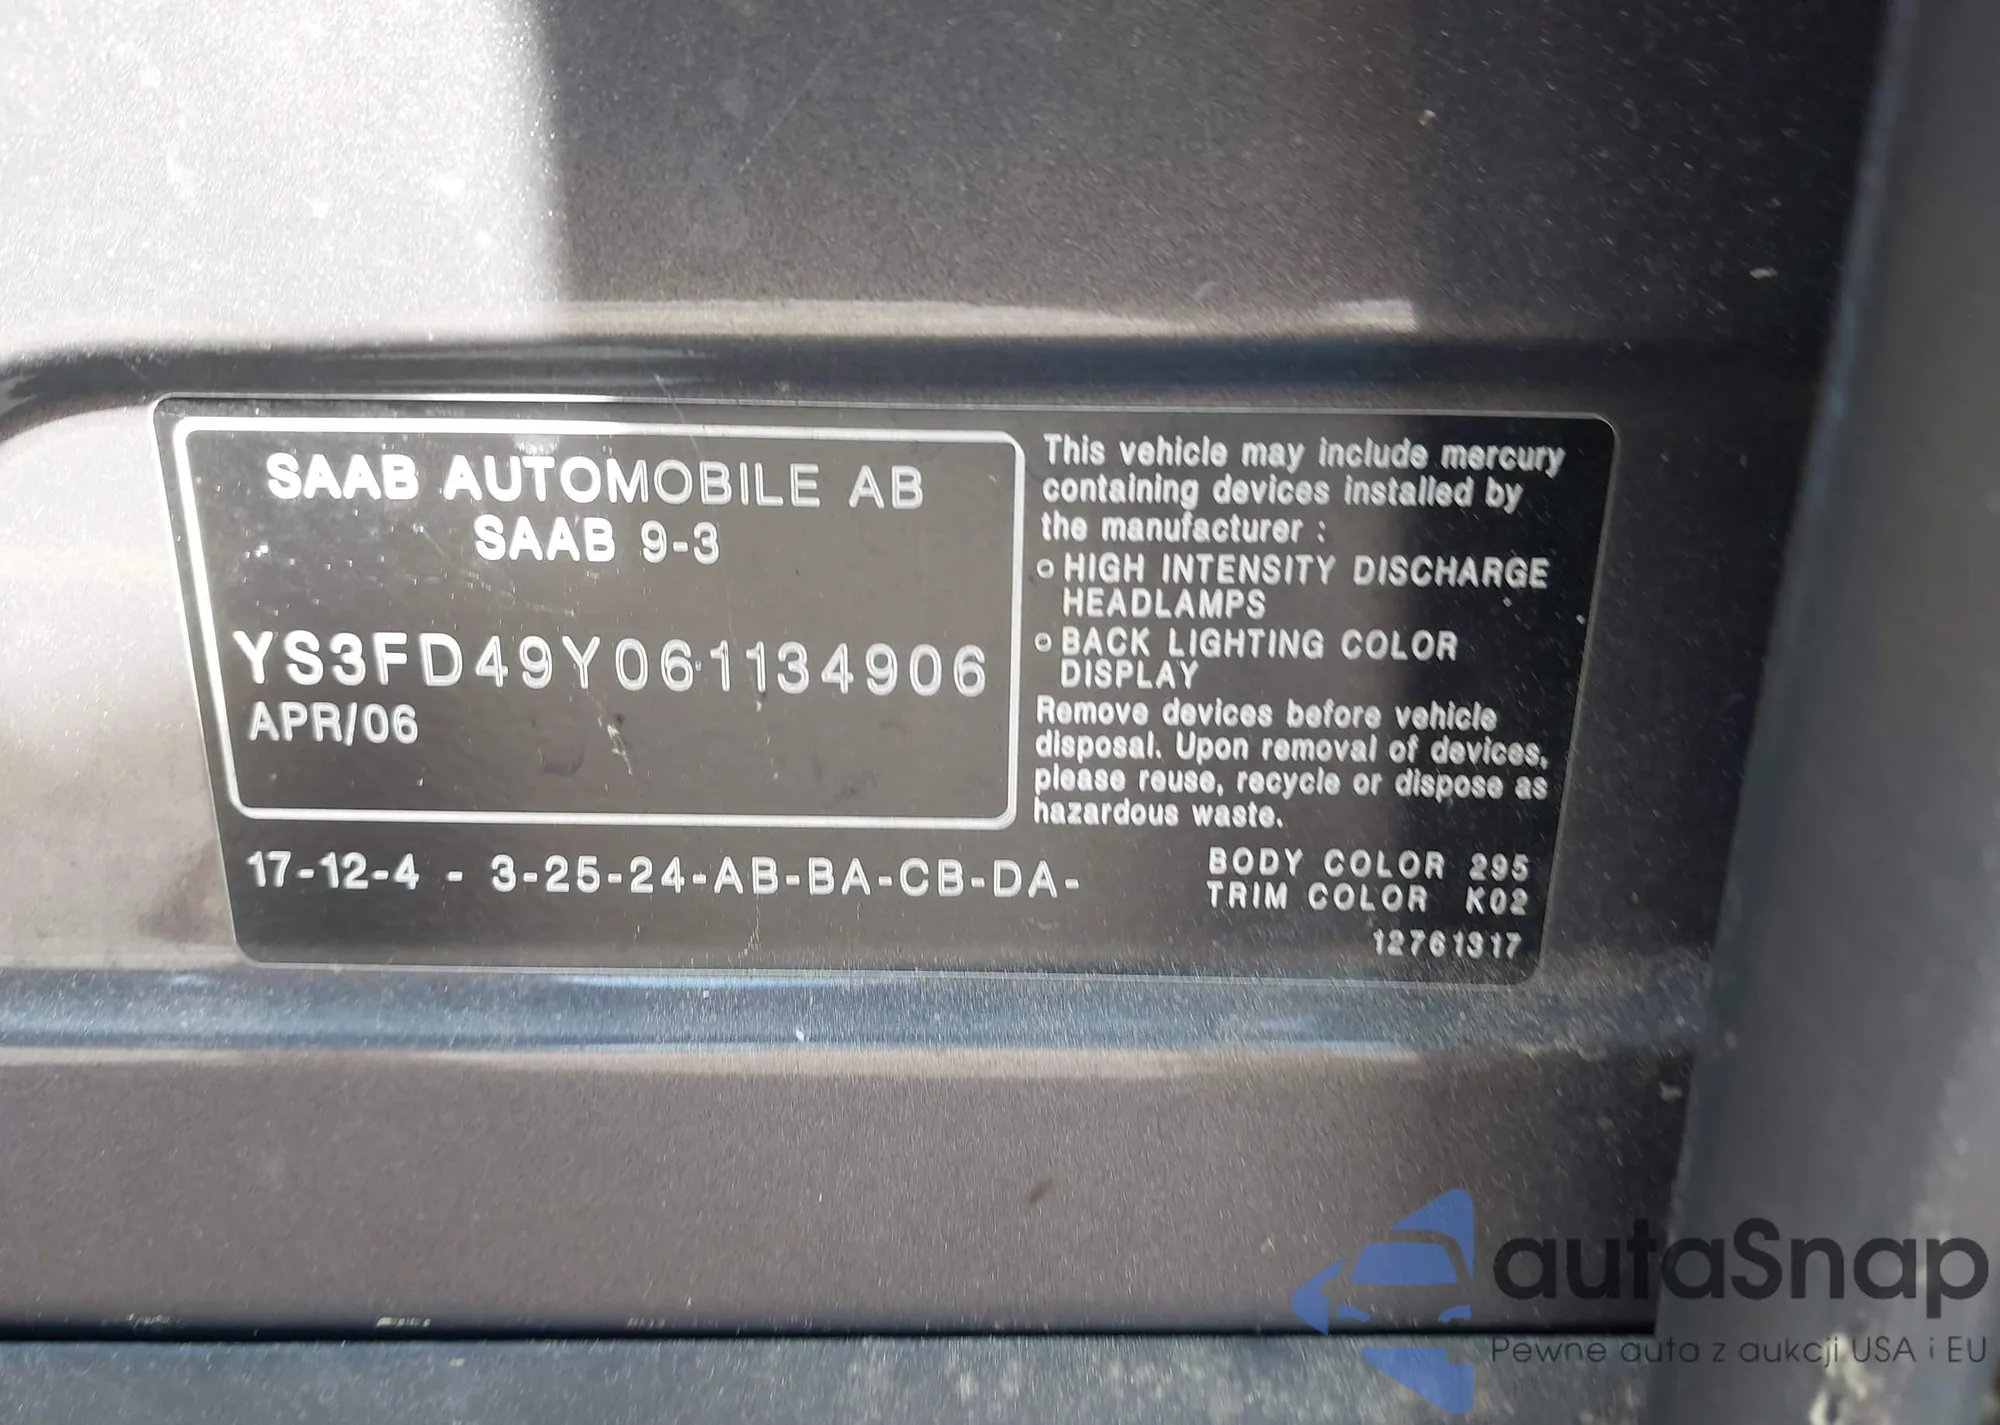 SAAB AUTOMOBILE AB
SAAB 9-3
YS3FD49Y061134906
APR/06
17-12-4 - 3-25-24-AB-BA-CB-DA-
This vehicle may include mercury
containing devices installed by
the manufacturer :
o HIGH INTENSITY DISCHARGE
HEADLAMPS
o BACK LIGHTING COLOR
DISPLAY
Remove devices before vehicle
disposal. Upon removal of devices,
please reuse, recycle or dispose as
hazardous waste.
BODY COLOR 295
TRIM COLOR K02
12761317
autaSnap
Pewne auta z aukcji USA i EU